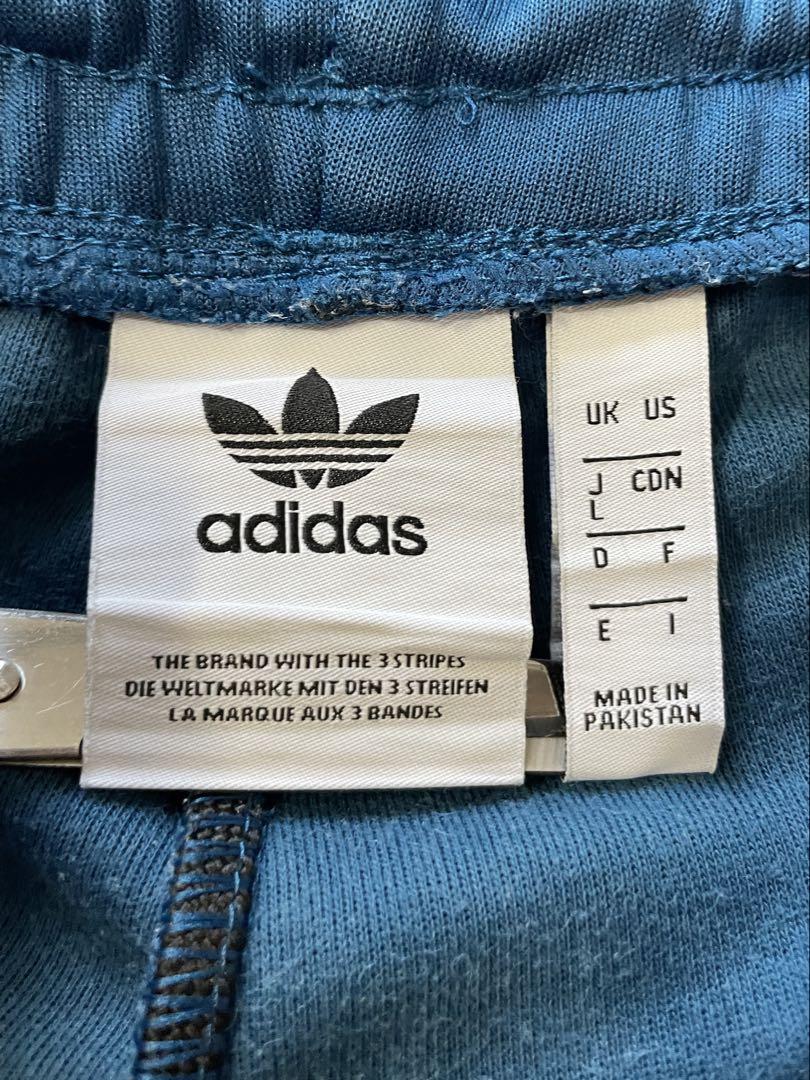 adidas
THE BRAND WITH THE 3 STRIPES
DIE WELTMARKE MIT DEN 3 STREIFEN
LA MARQUE AUX 3 BANDES
UK US
J CDN
L
D F
E I
MADE IN
PAKISTAN